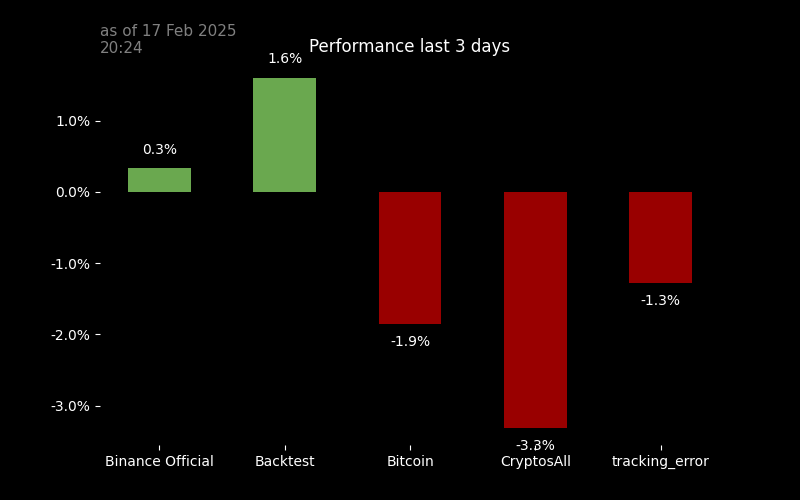 as of 17 Feb 2025
20:24
Performance last 3 days
1.6%
1.0%
0.3%
0.0%
-1.0%
-1.3%
-2.0%
-1.9%
-3.0%
-3.3%
Binance Official
Backtest
Bitcoin
CryptosAll
tracking_error